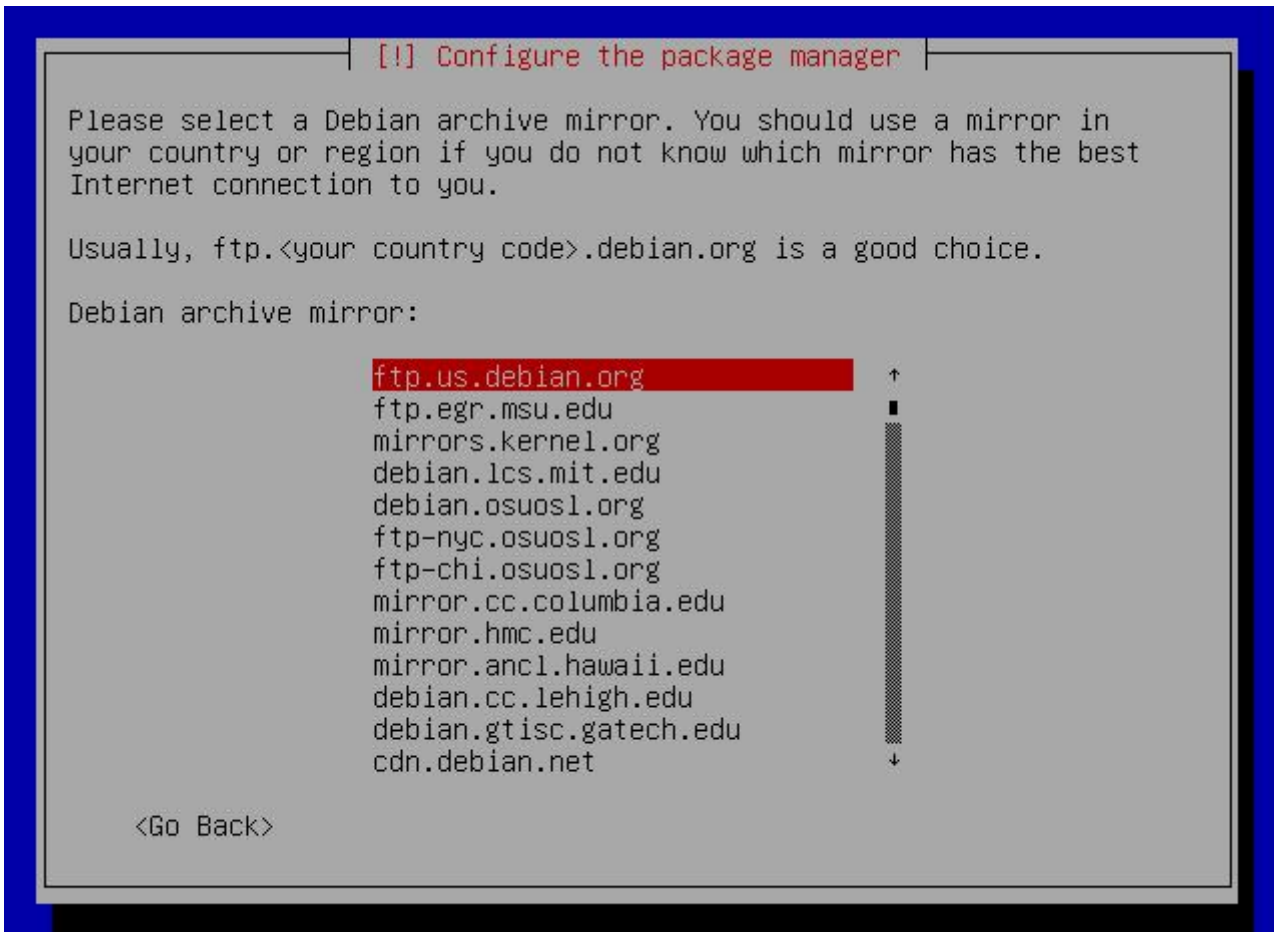 [!] Configure the package manager
Please select a Debian archive mirror. You should use a mirror in
your country or region if you do not know which mirror has the best
Internet connection to you.
Usually, ftp.<your country code>.debian.org is a good choice.
Debian archive mirror:
ftp.us.debian.org
ftp.egr.msu.edu
mirrors.kernel.org
debian.lcs.mit.edu
debian.osuosl.org
ftp-nyc.osuosl.org
ftp-chi.osuosl.org
mirror.cc.columbia.edu
mirror.hmc.edu
mirror.ancl.hawaii.edu
debian.cc.lehigh.edu
debian.gtisc.gatech.edu
cdn.debian.net
<Go Back>